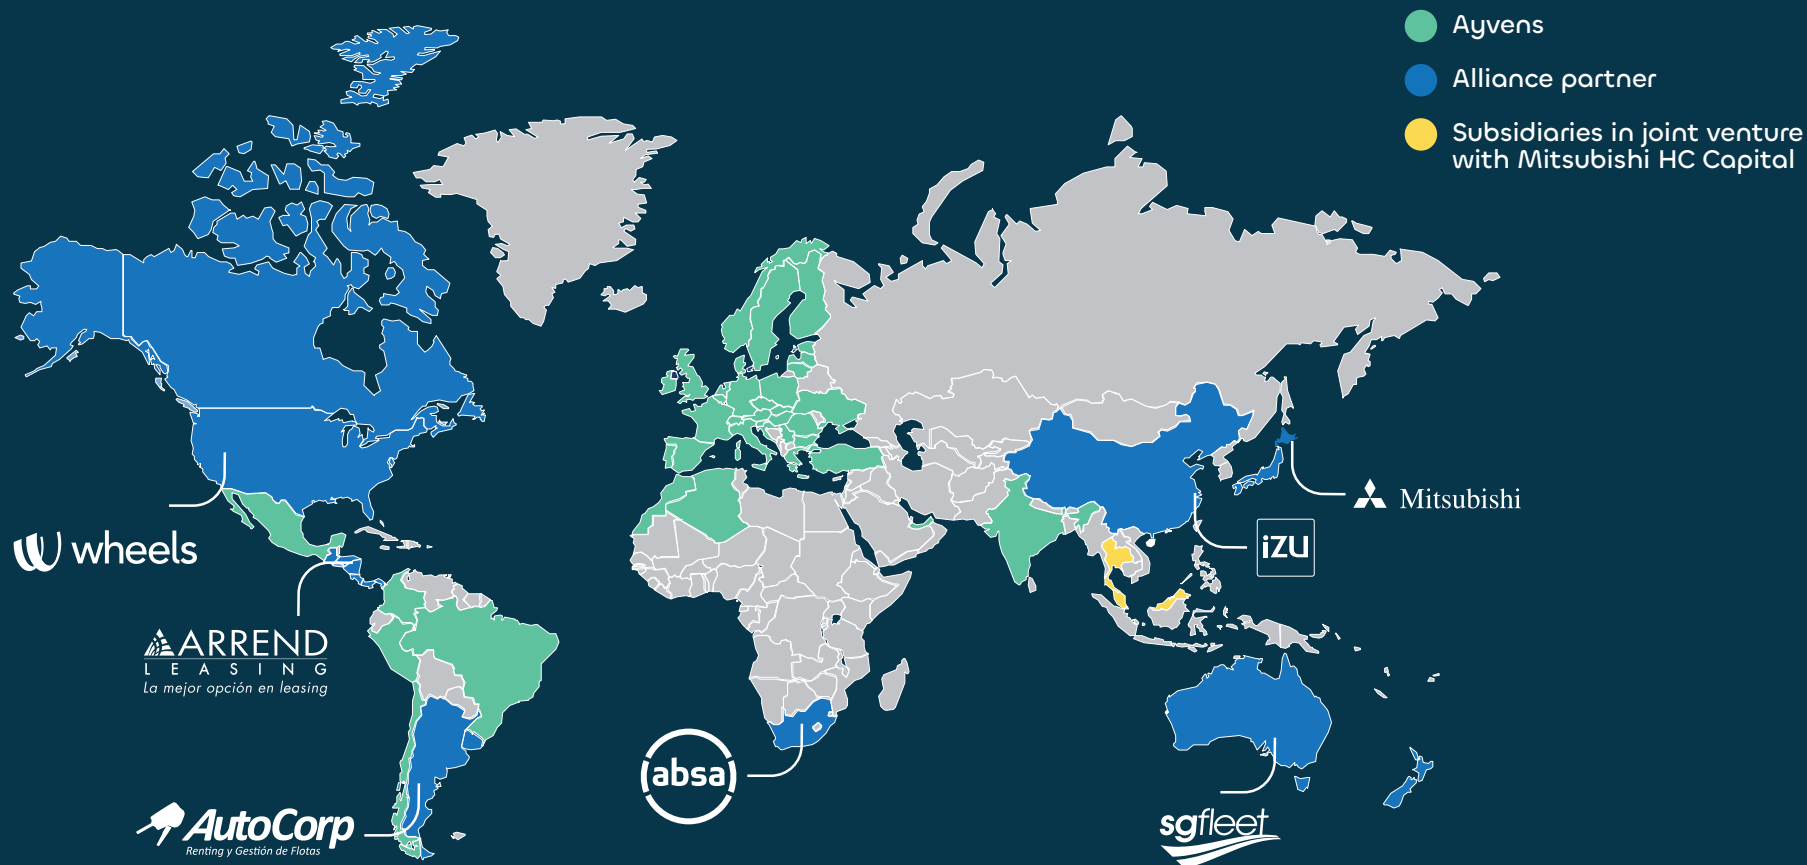 Ayvens
Alliance partner
Subsidiaries in joint venture
with Mitsubishi HC Capital
Mitsubishi
iZU
wheels
ARREND
LEASING
La mejor opción en leasing
absa
AutoCorp
Renting y Gestión de Flotas
sgfleet